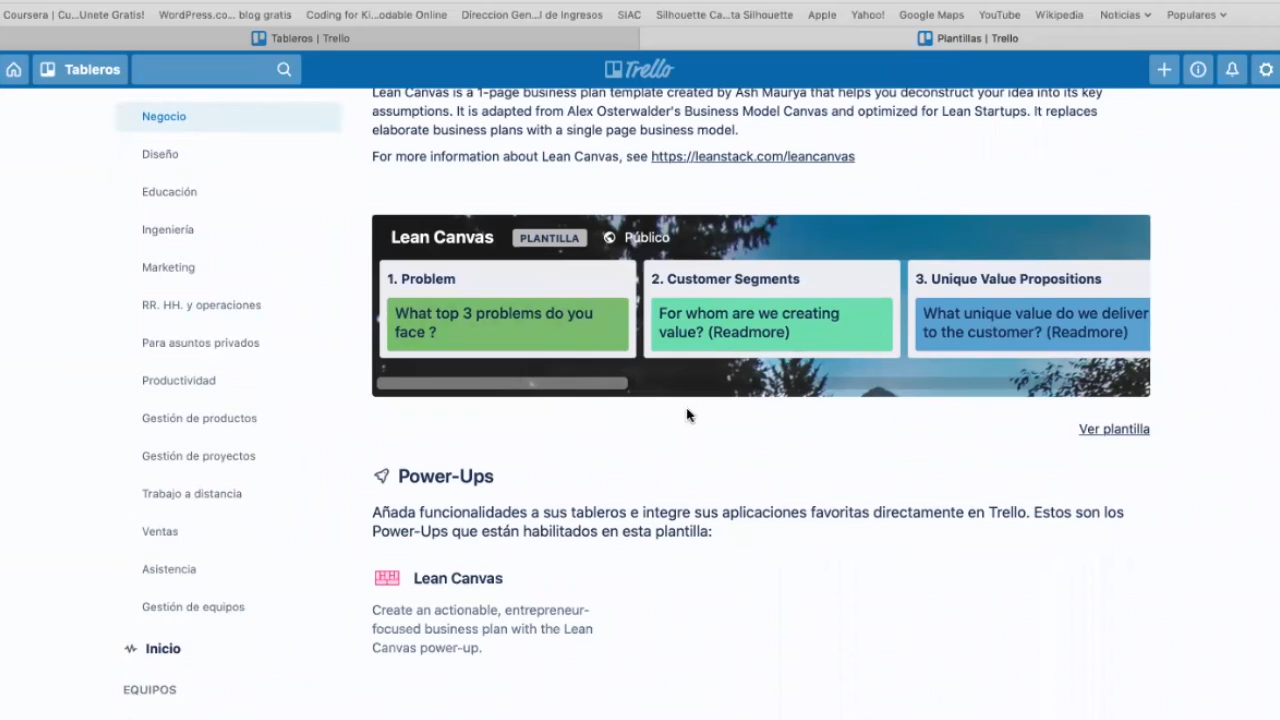 Coursera | Cu...Unete Gratis! WordPress.co... blog gratis Coding for Ki...odable Online Direccion Gen...l de Ingresos SIAC Silhouette Ca...ta Silhouette Apple Yahoo! Google Maps YouTube Wikipedia Noticias Populares
Tableros | Trello Plantillas | Trello
Tableros Trello
Negocio
Diseño
Educación
Ingeniería
Marketing
RR. HH. y operaciones
Para asuntos privados
Productividad
Gestión de productos
Gestión de proyectos
Trabajo a distancia
Ventas
Asistencia
Gestión de equipos
Inicio
EQUIPOS
Lean Canvas is a 1-page business plan template created by Ash Maurya that helps you deconstruct your idea into its key
assumptions. It is adapted from Alex Osterwalder's Business Model Canvas and optimized for Lean Startups. It replaces
elaborate business plans with a single page business model.
For more information about Lean Canvas, see https://leanstack.com/leancanvas
Lean Canvas PLANTILLA Público
1. Problem
What top 3 problems do you
face ?
2. Customer Segments
For whom are we creating
value? (Readmore)
3. Unique Value Propositions
What unique value do we deliver
to the customer? (Readmore)
Ver plantilla
Power-Ups
Añada funcionalidades a sus tableros e integre sus aplicaciones favoritas directamente en Trello. Estos son los
Power-Ups que están habilitados en esta plantilla:
Lean Canvas
Create an actionable, entrepreneur-
focused business plan with the Lean
Canvas power-up.